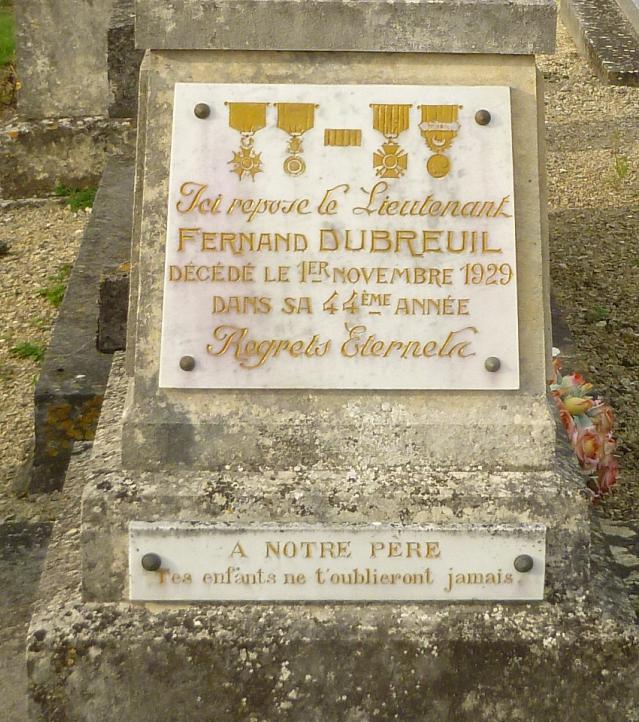 Ici repose le Lieutenant
FERNAND DUBREUIL
DÉCÉDÉ LE 1ER NOVEMBRE 1929
DANS SA 44ÈME ANNÉE
Regrets Éternels
A NOTRE PERE
Tes enfants ne t'oublieront jamais.